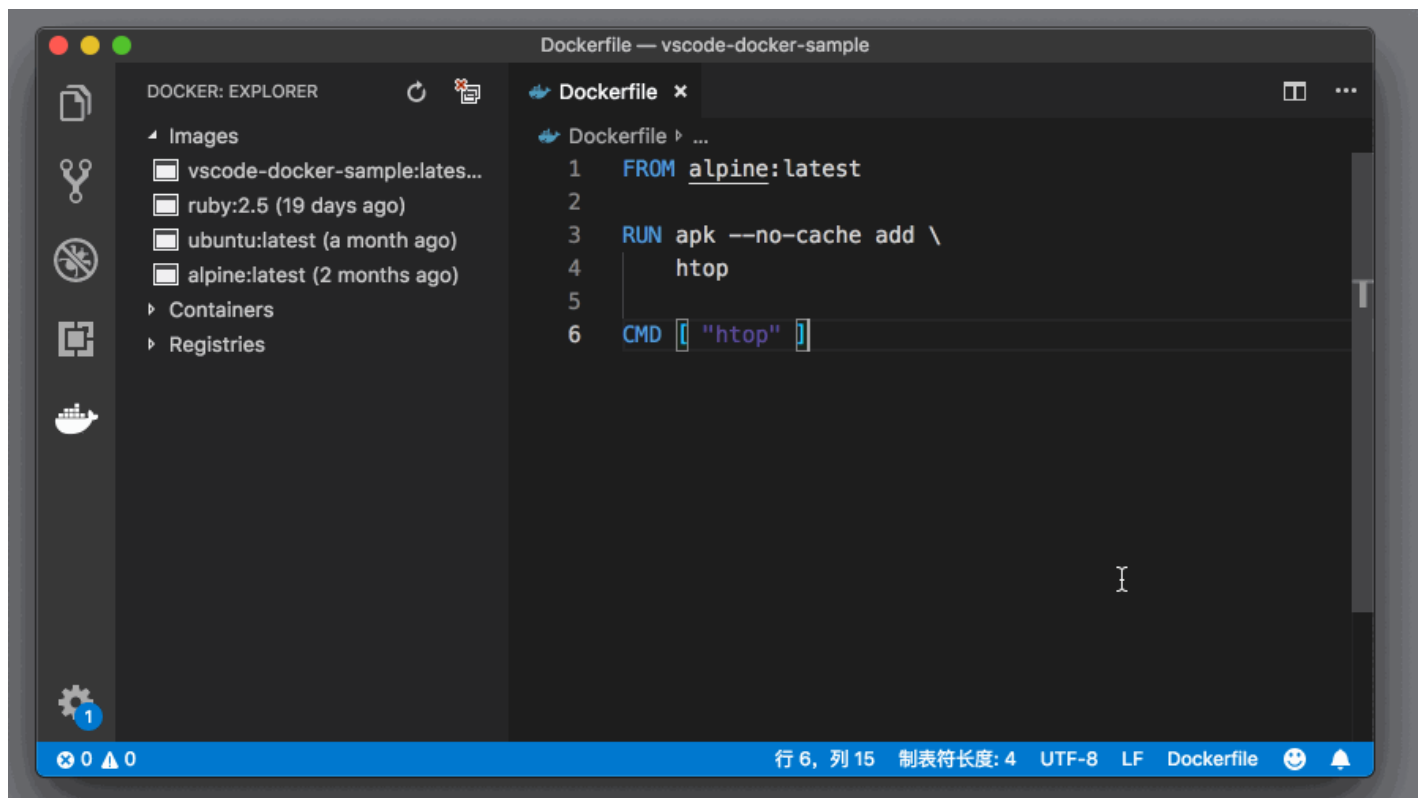 Dockerfile — vscode-docker-sample
DOCKER: EXPLORER
Images
vscode-docker-sample:lates...
ruby:2.5 (19 days ago)
ubuntu:latest (a month ago)
alpine:latest (2 months ago)
Containers
Registries
Dockerfile ×
Dockerfile ▹ ...
1 FROM alpine:latest
2
3 RUN apk --no-cache add \
4 htop
5
6 CMD [ "htop" ]
T
1
0 0
行 6，列 15 制表符长度: 4 UTF-8 LF Dockerfile